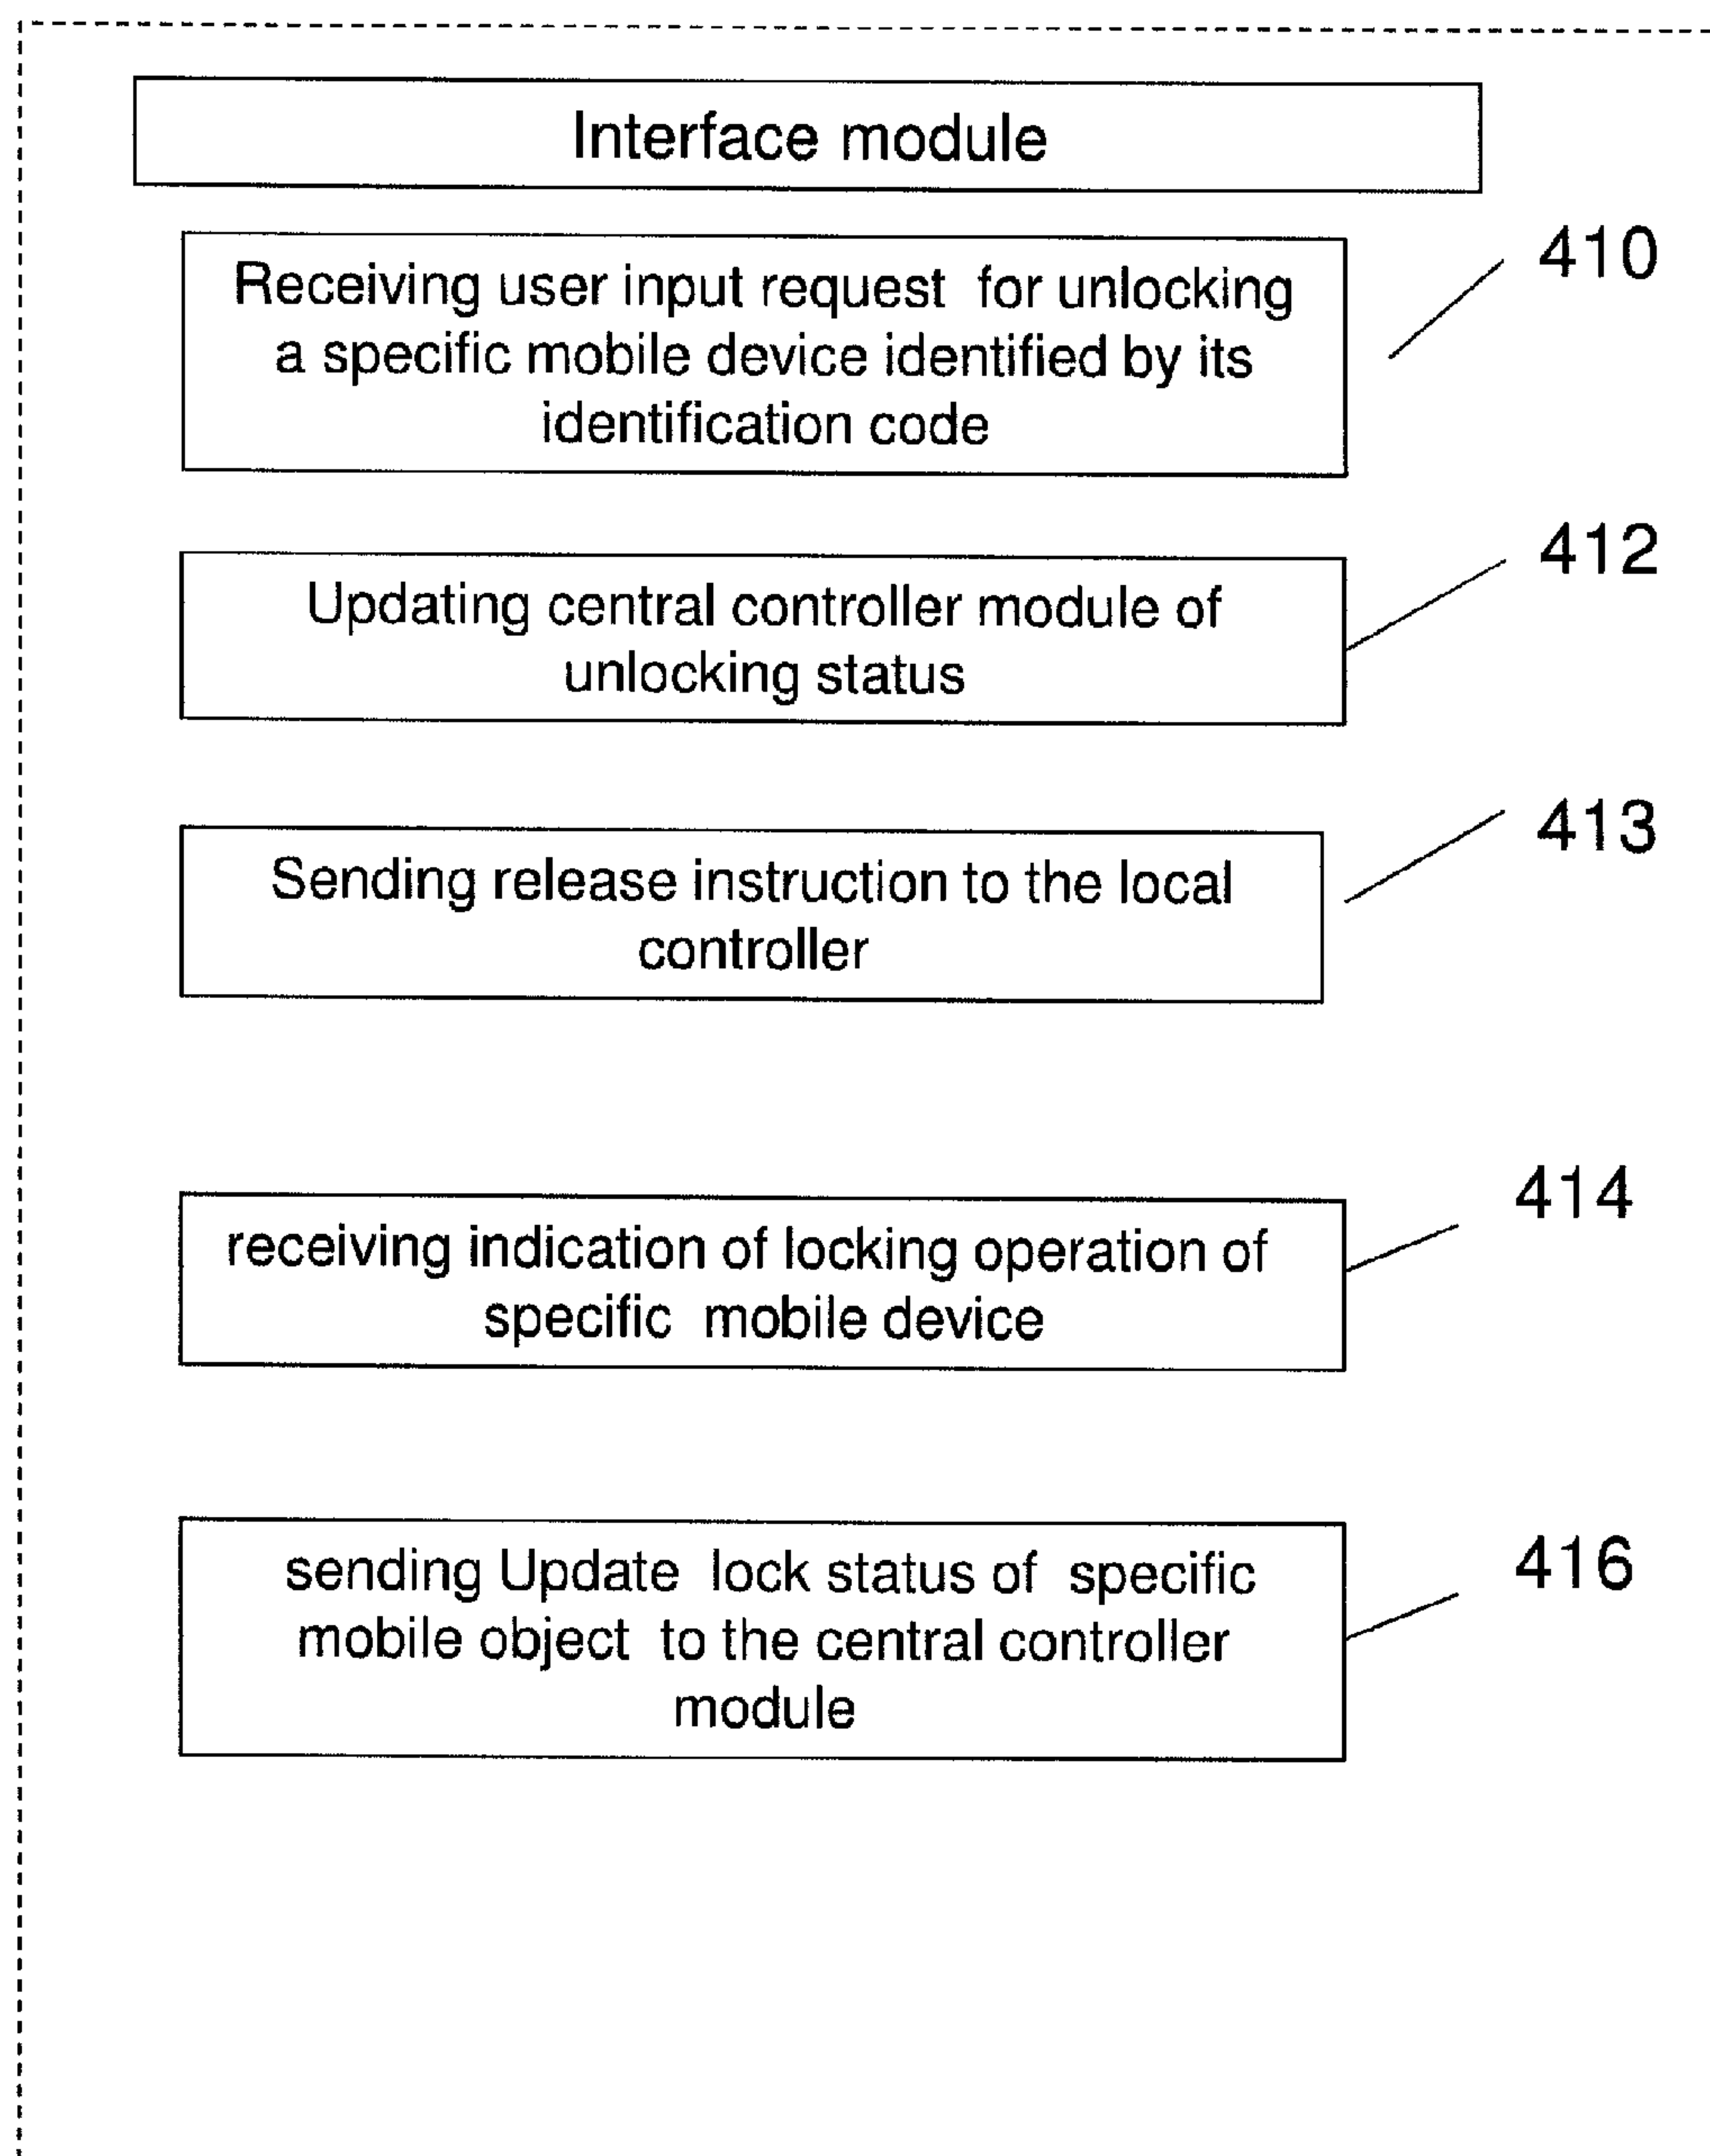 Interface module
410
Receiving user input request for unlocking
a specific mobile device identified by its
identification code
412
Updating central controller module of
unlocking status
413
Sending release instruction to the local
controller
414
receiving indication of locking operation of
specific mobile device
416
sending Update lock status of specific
mobile object to the central controller
module